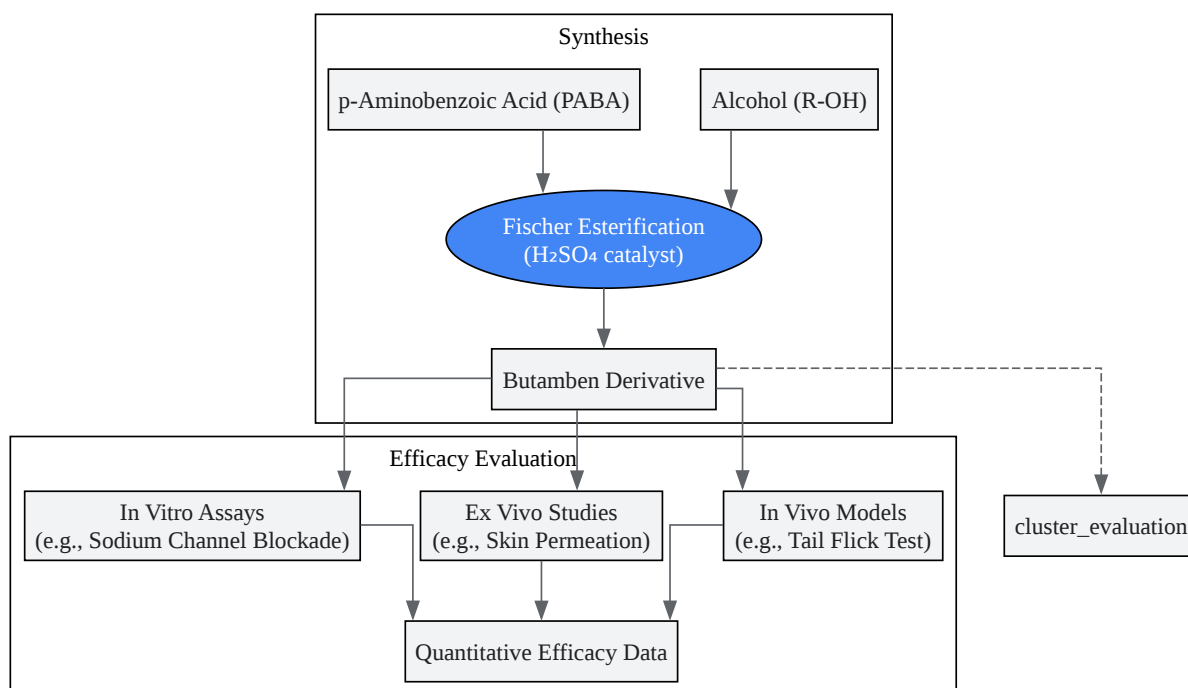 Synthesis
p-Aminobenzoic Acid (PABA)
Alcohol (R-OH)
Fischer Esterification
(H₂SO₄ catalyst)
Butamben Derivative
Efficacy Evaluation
In Vitro Assays
(e.g., Sodium Channel Blockade)
Ex Vivo Studies
(e.g., Skin Permeation)
In Vivo Models
(e.g., Tail Flick Test)
cluster_evaluation
Quantitative Efficacy Data